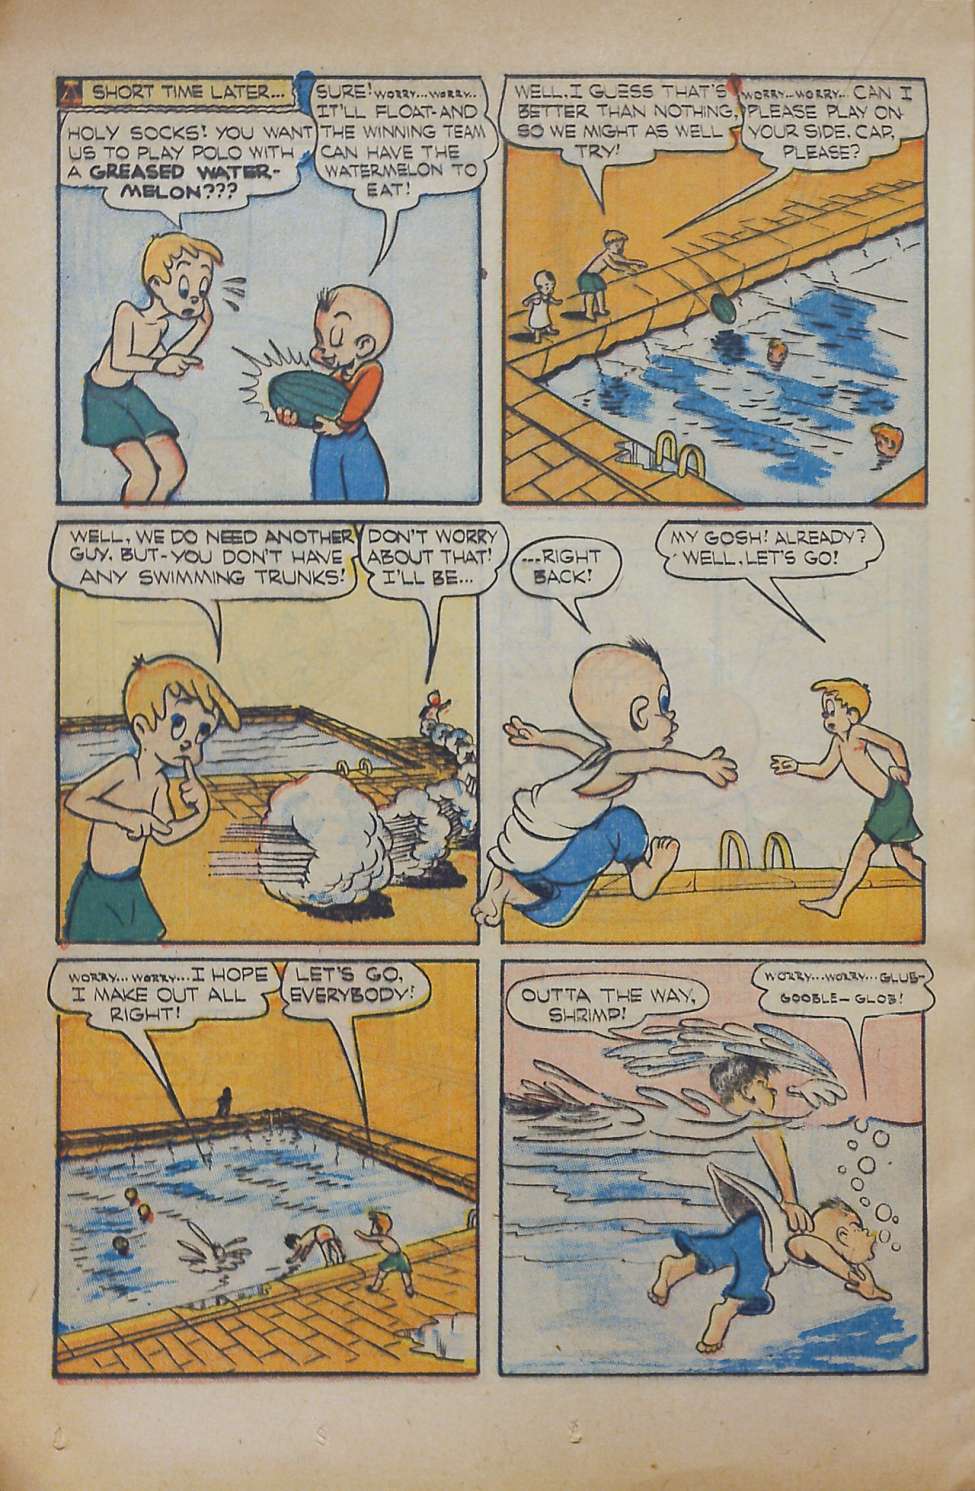 A SHORT TIME LATER...
HOLY SOCKS! YOU WANT
US TO PLAY POLO WITH
A GREASED WATER-
MELON???
SURE! WORRY...WORRY..
IT'LL FLOAT-AND
THE WINNING TEAM
CAN HAVE THE
WATERMELON TO
EAT!
WELL, I GUESS THAT'S
BETTER THAN NOTHING,
SO WE MIGHT AS WELL
TRY!
WORRY...WORRY.. CAN I
PLEASE PLAY ON
YOUR SIDE, CAP,
PLEASE?
WELL, WE DO NEED ANOTHER
GUY. BUT-YOU DON'T HAVE
ANY SWIMMING TRUNKS!
DON'T WORRY
ABOUT THAT!
I'LL BE...
...RIGHT
BACK!
MY GOSH! ALREADY?
WELL, LET'S GO!
WORRY...WORRY...I HOPE
I MAKE OUT ALL
RIGHT!
LET'S GO,
EVERYBODY!
OUTTA THE WAY,
SHRIMP!
WORRY...WORRY...GLUB-
GOOBLE-GLOB!